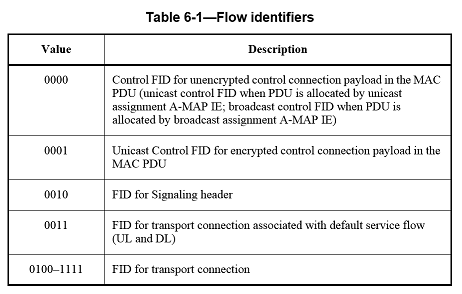 Table 6-1—Flow identifiers
Value Description
0000 Control FID for unencrypted control connection payload in the MAC
PDU (unicast control FID when PDU is allocated by unicast
assignment A-MAP IE; broadcast control FID when PDU is
allocated by broadcast assignment A-MAP IE)
0001 Unicast Control FID for encrypted control connection payload in the
MAC PDU
0010 FID for Signaling header
0011 FID for transport connection associated with default service flow
(UL and DL)
0100–1111 FID for transport connection